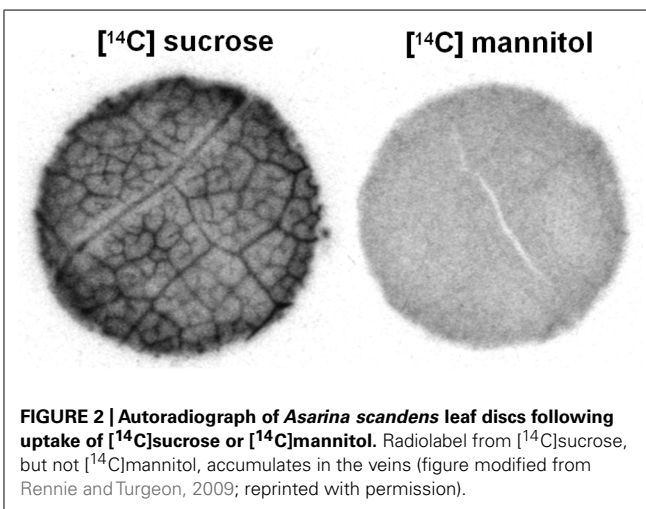 [¹⁴C] sucrose [¹⁴C] mannitol
FIGURE 2 | Autoradiograph of Asarina scandens leaf discs following
uptake of [¹⁴C]sucrose or [¹⁴C]mannitol. Radiolabel from [¹⁴C]sucrose,
but not [¹⁴C]mannitol, accumulates in the veins (figure modified from
Rennie and Turgeon, 2009; reprinted with permission).